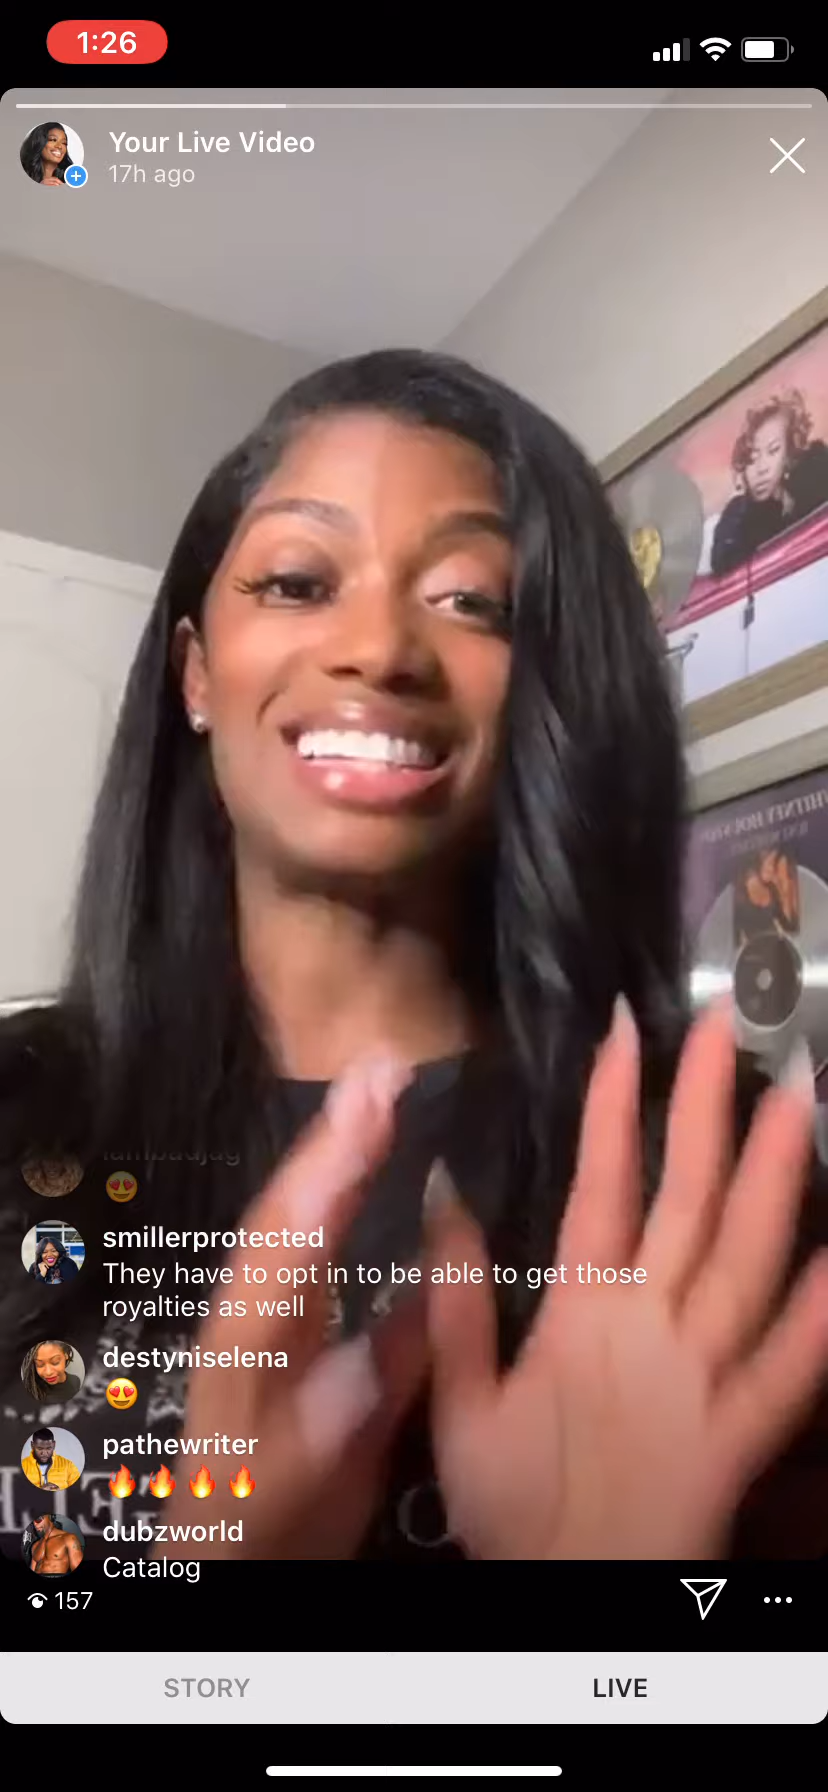 1:26
Your Live Video
17h ago
iambadjag
😍
smillerprotected
They have to opt in to be able to get those
royalties as well
destyniselena
😍
pathewriter
🔥🔥🔥🔥
dubzworld
Catalog
157
STORY
LIVE